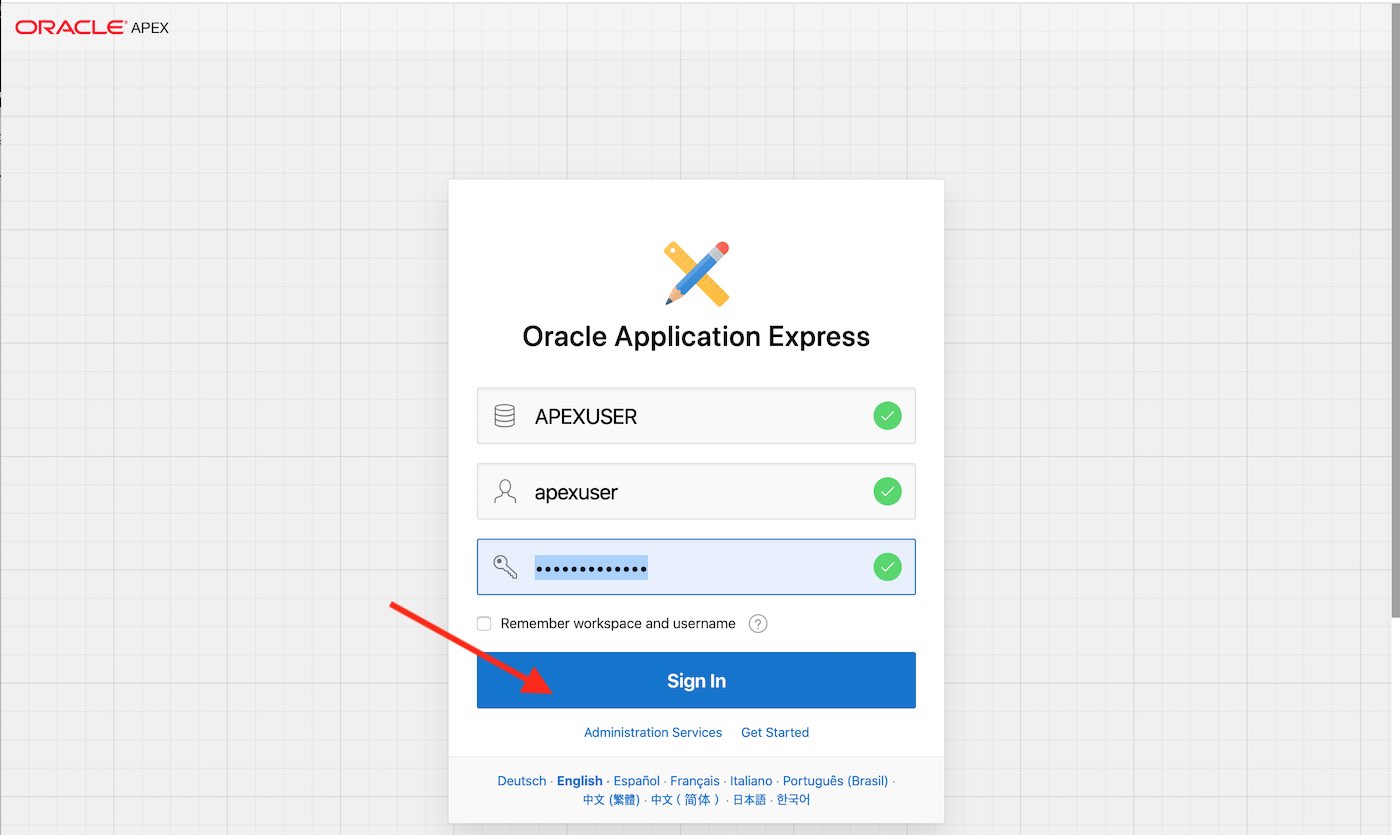 ORACLE APEX
Oracle Application Express
APEXUSER
apexuser
•••••••••••••
Remember workspace and username ?
Sign In
Administration Services Get Started
Deutsch · English · Español · Français · Italiano · Português (Brasil) ·
中文 (繁體) · 中文 ( 简体 ) · 日本語 · 한국어